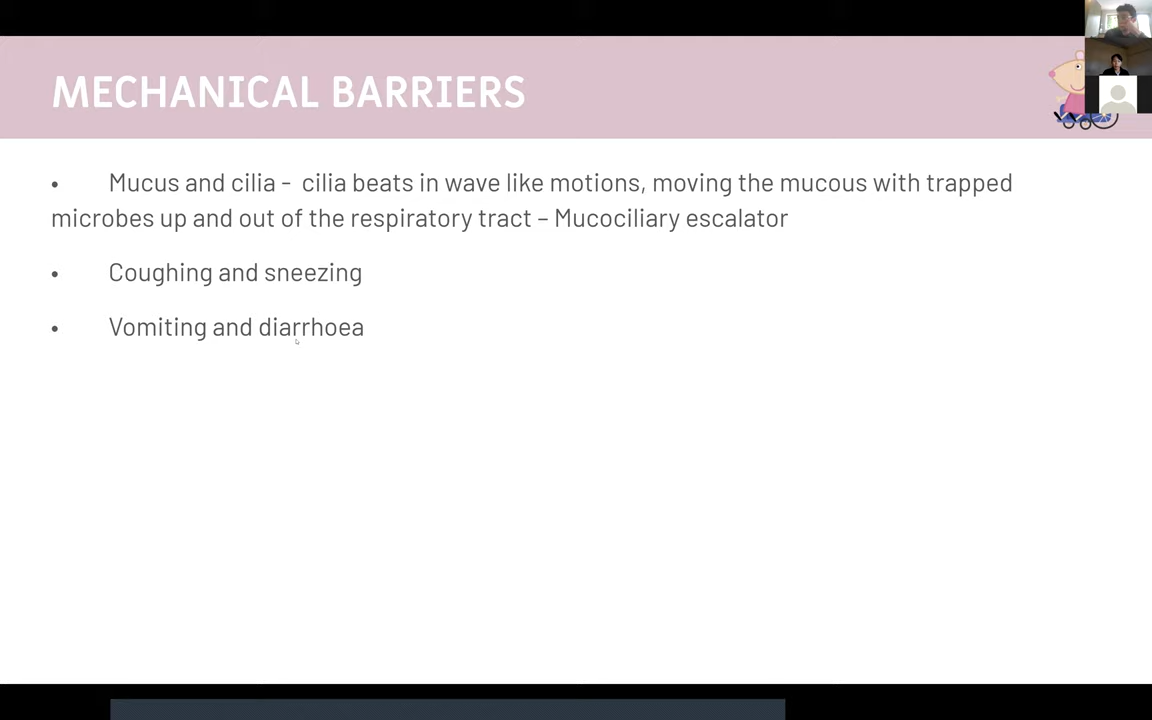 MECHANICAL BARRIERS
• Mucus and cilia - cilia beats in wave like motions, moving the mucous with trapped
microbes up and out of the respiratory tract – Mucociliary escalator
• Coughing and sneezing
• Vomiting and diarrhoea